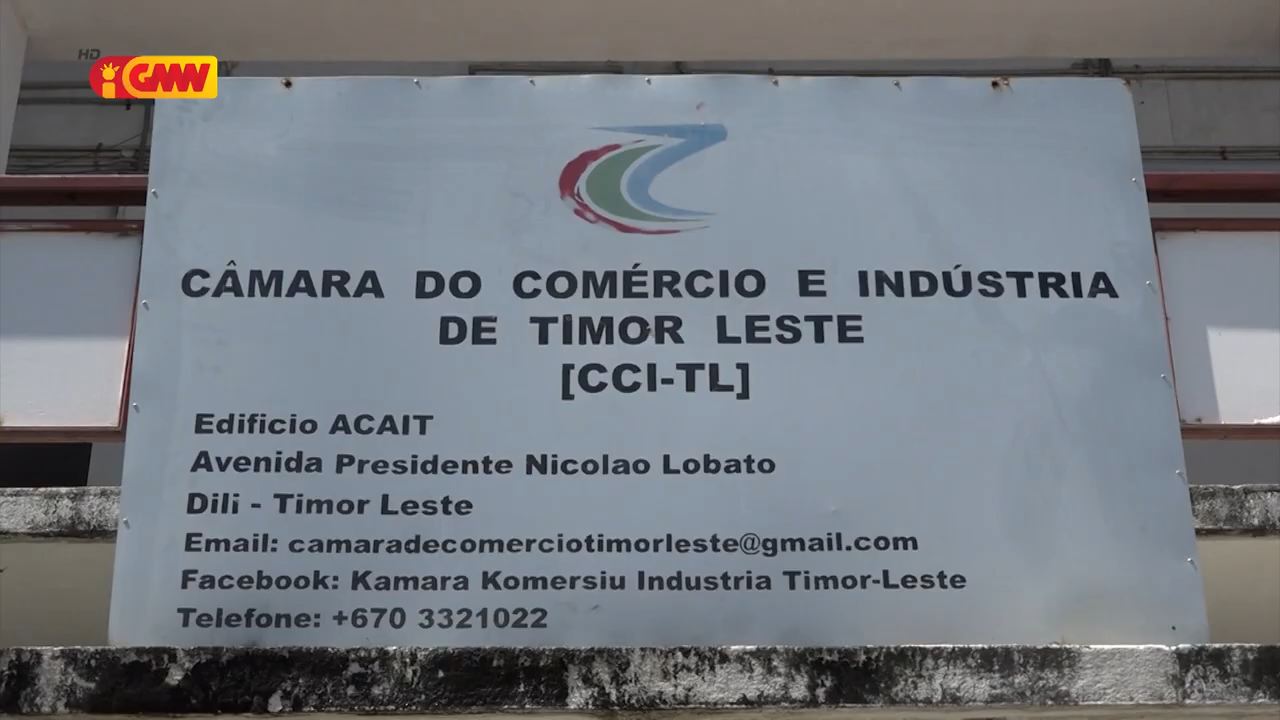 HD
GMN
CÂMARA DO COMÉRCIO E INDÚSTRIA
DE TIMOR LESTE
[CCI-TL]
Edificio ACAIT
Avenida Presidente Nicolao Lobato
Dili - Timor Leste
Email: camaradecomerciotimorleste@gmail.com
Facebook: Kamara Komersiu Industria Timor-Leste
Telefone: +670 3321022